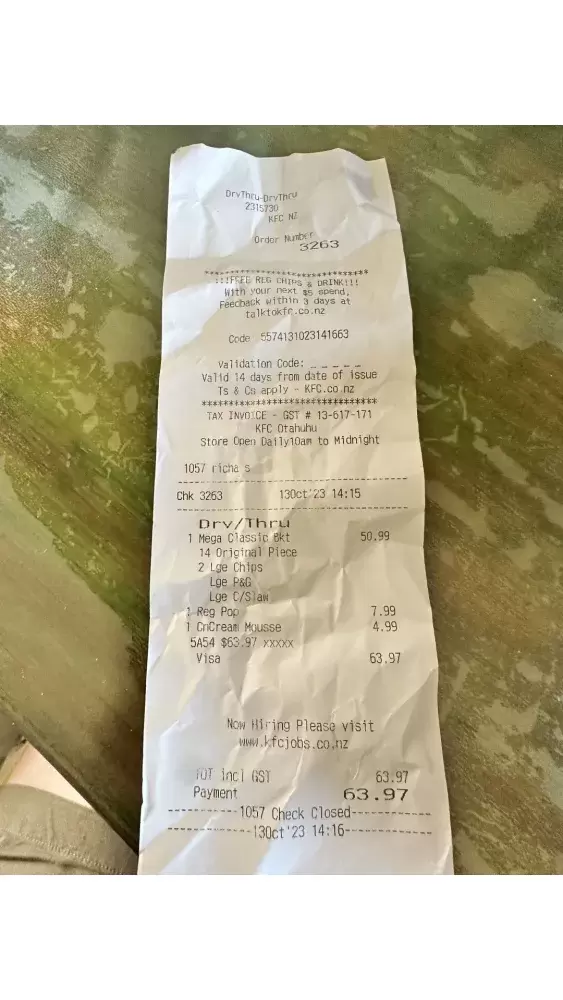 DrvThru-DrvThru
2315730
KFC NZ
Order Number
3263
*******************************
!!!FREE REG CHIPS & DRINK!!!
With your next $5 spend,
Feedback within 3 days at
talktokfc.co.nz
Code 5574131023141663
Validation Code: _ _ _ _ _
Valid 14 days from date of issue
Ts & Cs apply - KFC.co.nz
*********************************
TAX INVOICE - GST # 13-617-171
KFC Otahuhu
Store Open Daily10am to Midnight
1057 richa s
Chk 3263 13Oct'23 14:15
Drv/Thru
1 Mega Classic Bkt 50.99
14 Original Piece
2 Lge Chips
Lge P&G
Lge C/Slaw
1 Reg Pop 7.99
1 CnCream Mousse 4.99
5A54 $63.97 xxxxx
Visa 63.97
Now Hiring Please visit
www.kfcjobs.co.nz
TOT incl GST 63.97
Payment 63.97
----------1057 Check Closed------------
------------13Oct'23 14:16-------------